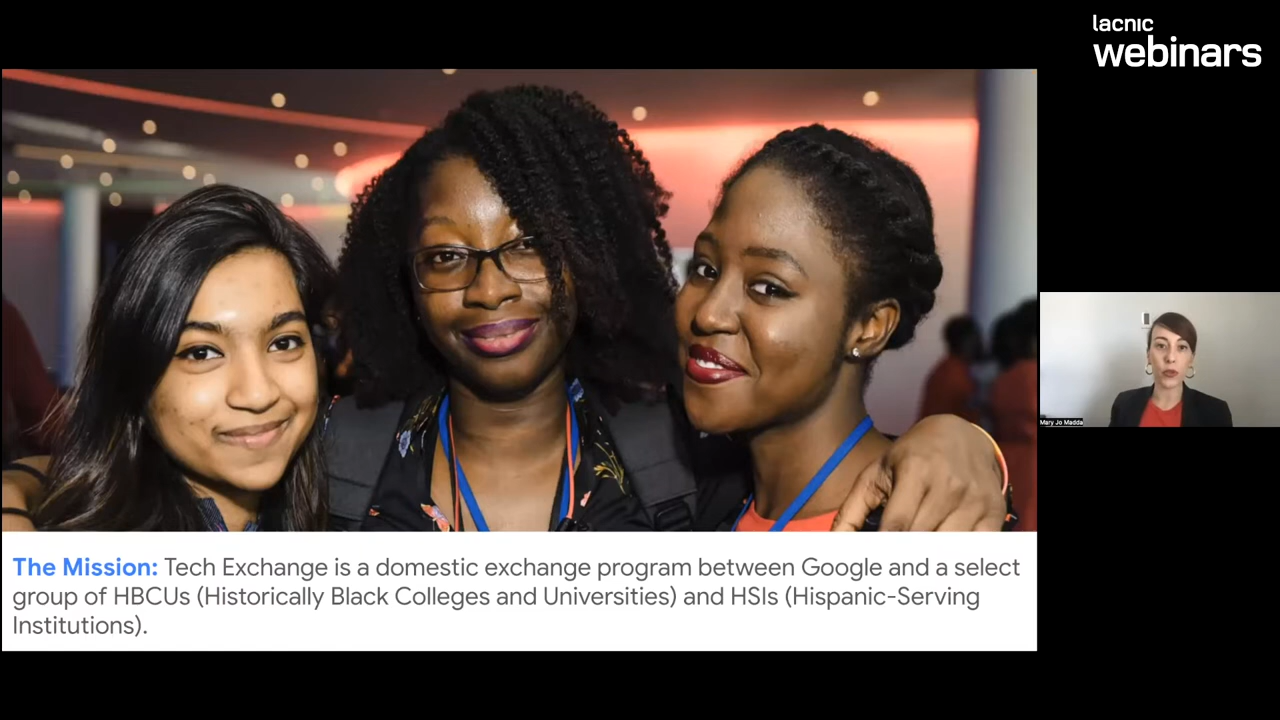 lacnic
webinars
Mary Jo Madda
The Mission: Tech Exchange is a domestic exchange program between Google and a select
group of HBCUs (Historically Black Colleges and Universities) and HSIs (Hispanic-Serving
Institutions).